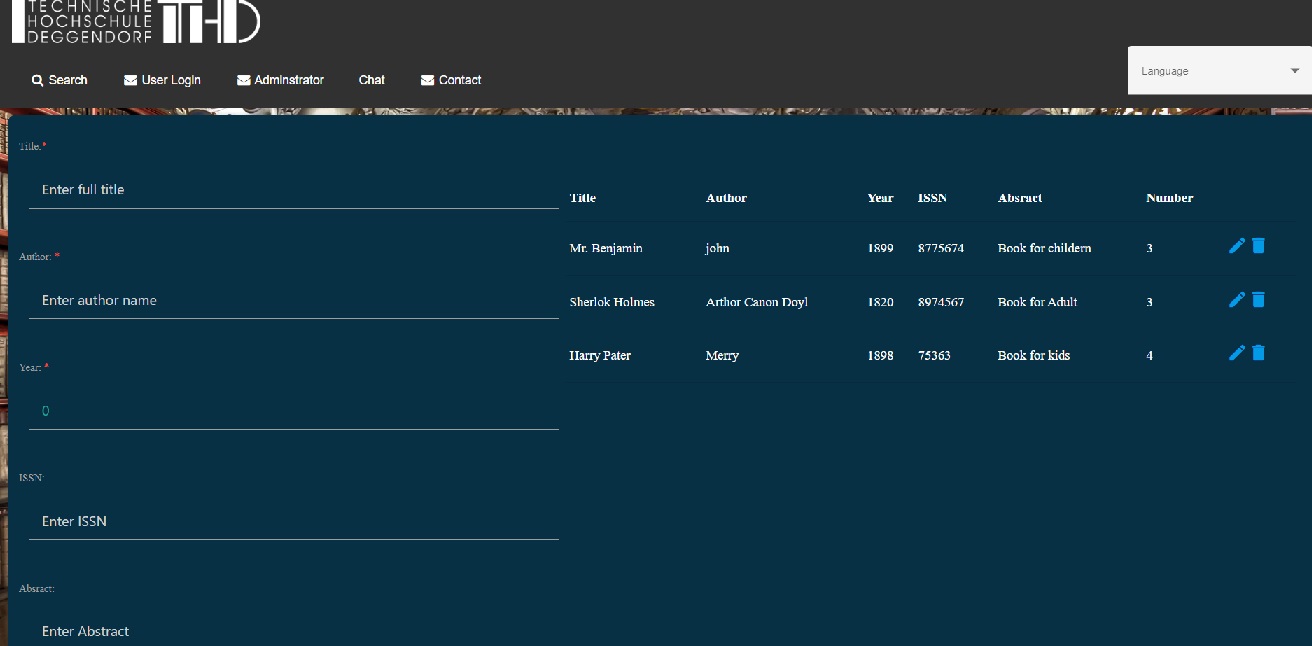 TECHNISCHE
HOCHSCHULE
DEGGENDORF THD
Search User Login Adminstrator Chat Contact
Language
Title:*
Enter full title
Author: *
Enter author name
Year: *
0
ISSN:
Enter ISSN
Absract:
Enter Abstract
Title Author Year ISSN Absract Number
Mr. Benjamin john 1899 8775674 Book for childern 3
Sherlok Holmes Arthor Canon Doyl 1820 8974567 Book for Adult 3
Harry Pater Merry 1898 75363 Book for kids 4